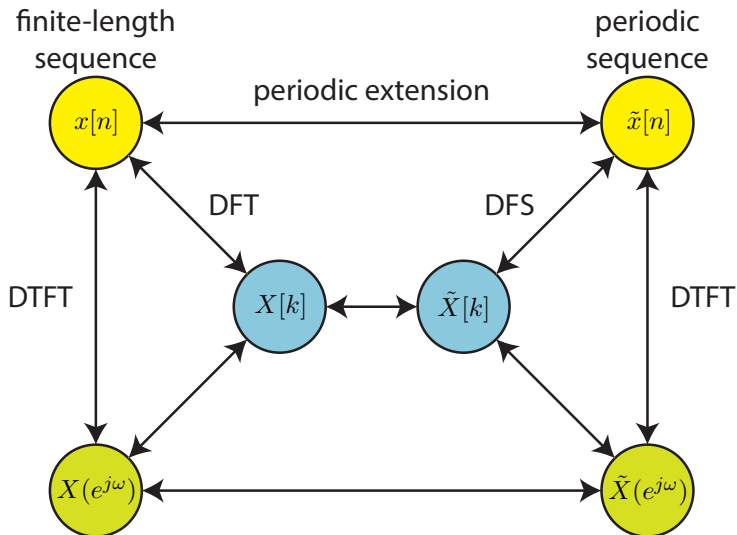 finite-length
sequence
periodic
sequence
periodic extension
x[n]
x̃[n]
DFT
DFS
DTFT
X[k]
X̃[k]
DTFT
X(e^{jω})
X̃(e^{jω})